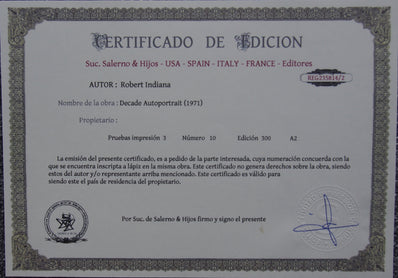 CERTIFICADO DE EDICION
Suc. Salerno & Hijos - USA - SPAIN - ITALY - FRANCE - Editores
REG235814/2
AUTOR : Robert Indiana
Nombre de la obra : Decade Autoportrait (1971)
Propietario :
Pruebas impresión 3 Número 10 Edición 300 A2
La emisión del presente certificado, es a pedido de la parte interesada, cuya numeración concuerda con la
que se encuentra inscripta a lápiz en la misma obra. Este certificado no genera derechos sobre la obra, siendo
estos del autor y/o representante arriba mencionado. Este certificado es válido para
siendo este el país de residencia del propietario.
Por Suc. de Salerno & Hijos firmo y signo el presente